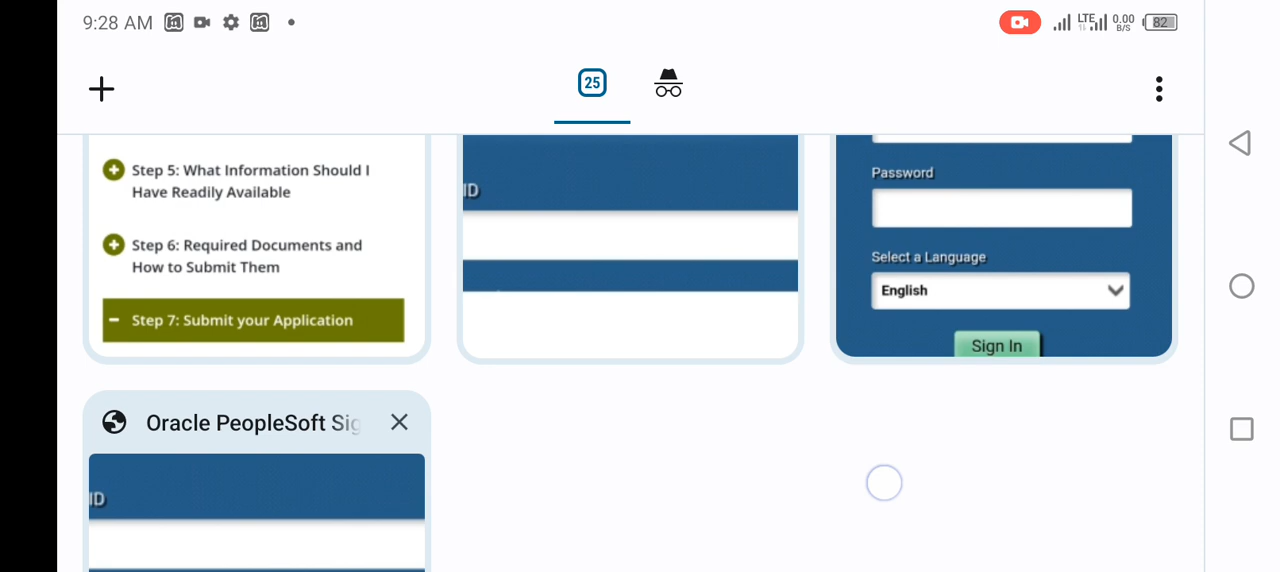 9:28 AM
LTE
0.00
B/S
82
25
Step 5: What Information Should I
Have Readily Available
Step 6: Required Documents and
How to Submit Them
Step 7: Submit your Application
ID
Password
Select a Language
English
Sign In
Oracle PeopleSoft Sig
ID